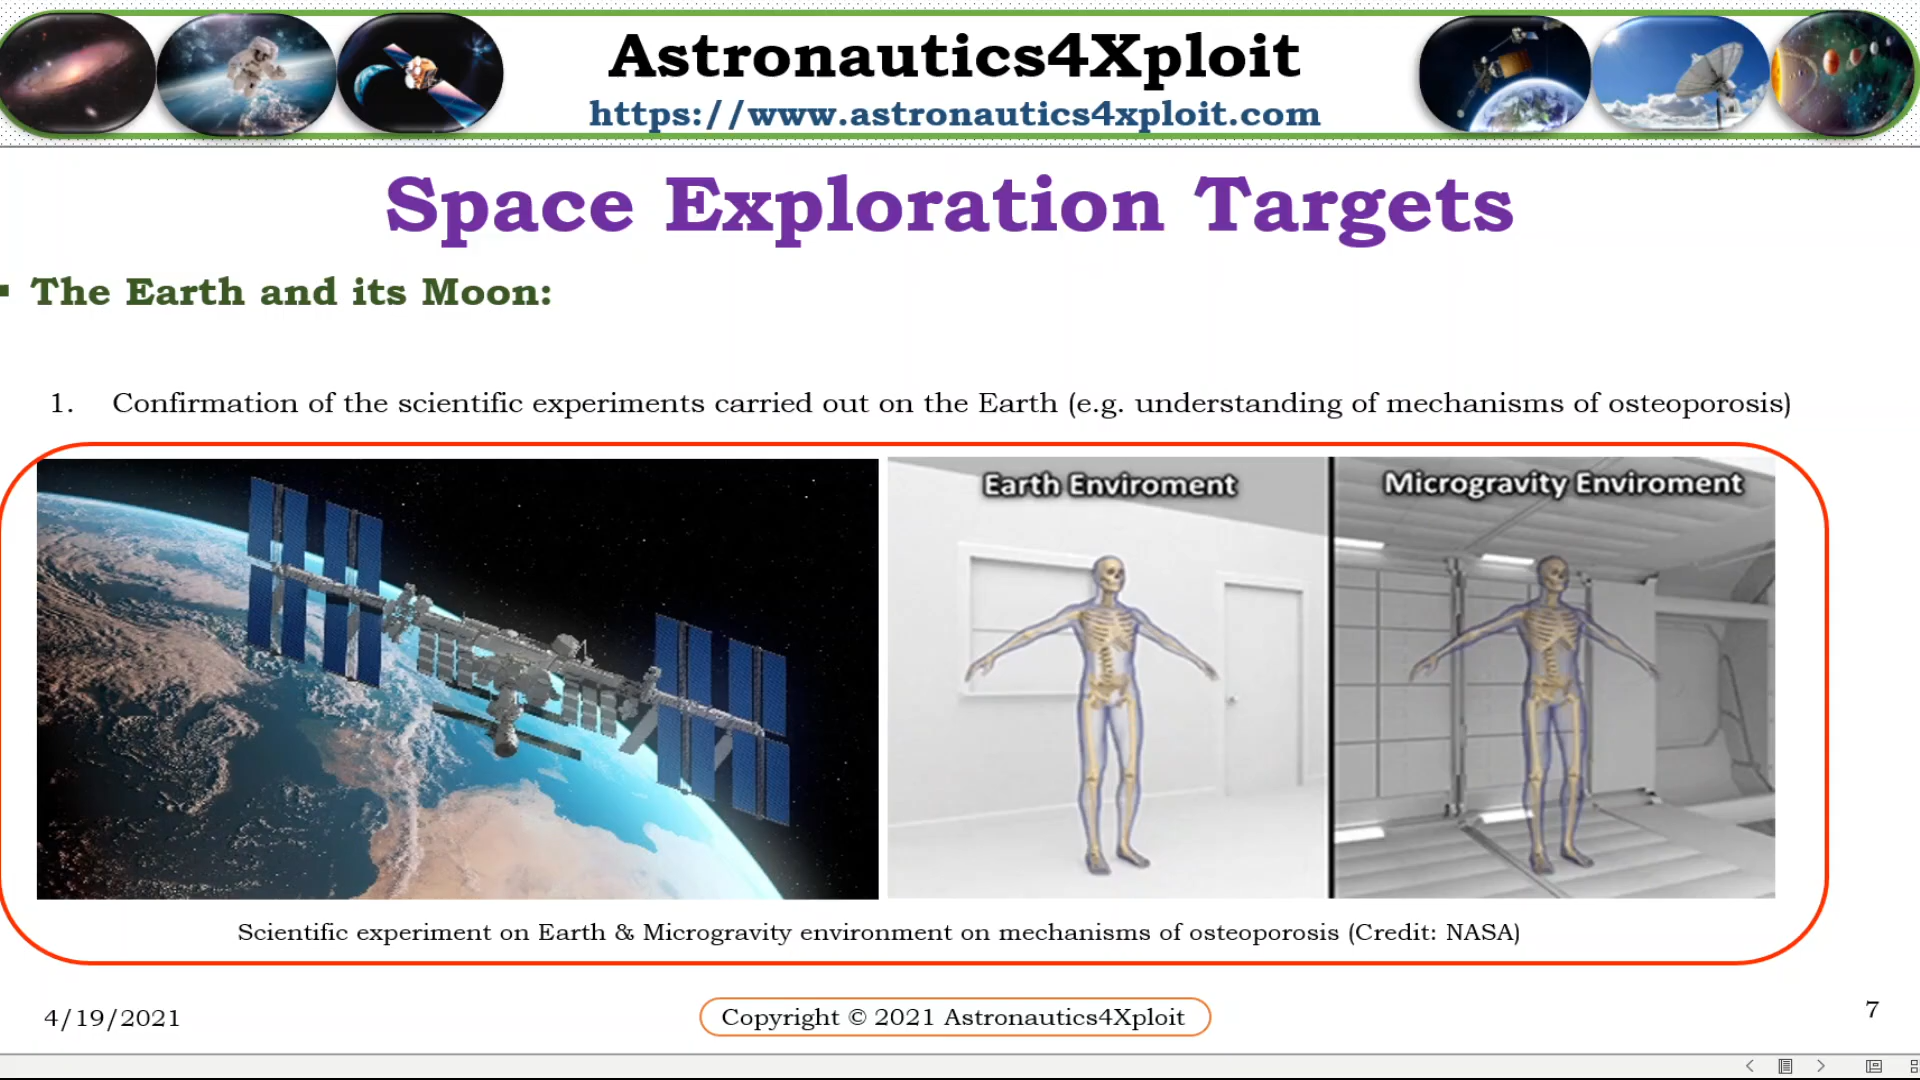 Astronautics4Xploit
https://www.astronautics4xploit.com
Space Exploration Targets
▪ The Earth and its Moon:
1. Confirmation of the scientific experiments carried out on the Earth (e.g. understanding of mechanisms of osteoporosis)
Earth Enviroment
Microgravity Enviroment
Scientific experiment on Earth & Microgravity environment on mechanisms of osteoporosis (Credit: NASA)
4/19/2021
Copyright © 2021 Astronautics4Xploit
7